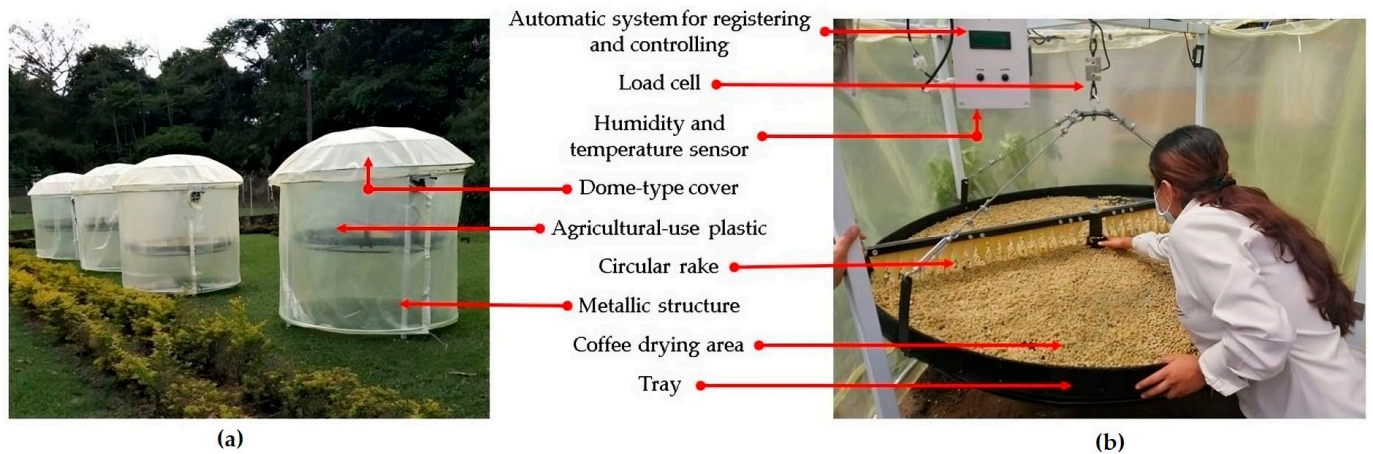 Automatic system for registering
and controlling
Load cell
Humidity and
temperature sensor
Dome-type cover
Agricultural-use plastic
Circular rake
Metallic structure
Coffee drying area
Tray
(a)
(b)